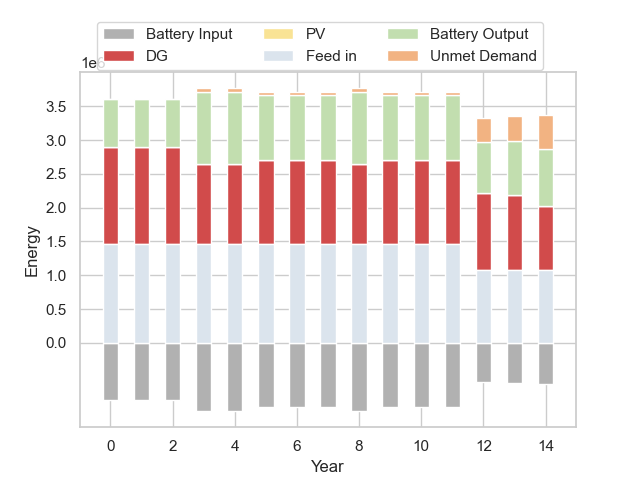 Battery Input PV Battery Output
DG Feed in Unmet Demand
1e6
3.5
3.0
2.5
2.0
1.5
1.0
0.5
0.0
Energy
0 2 4 6 8 10 12 14
Year